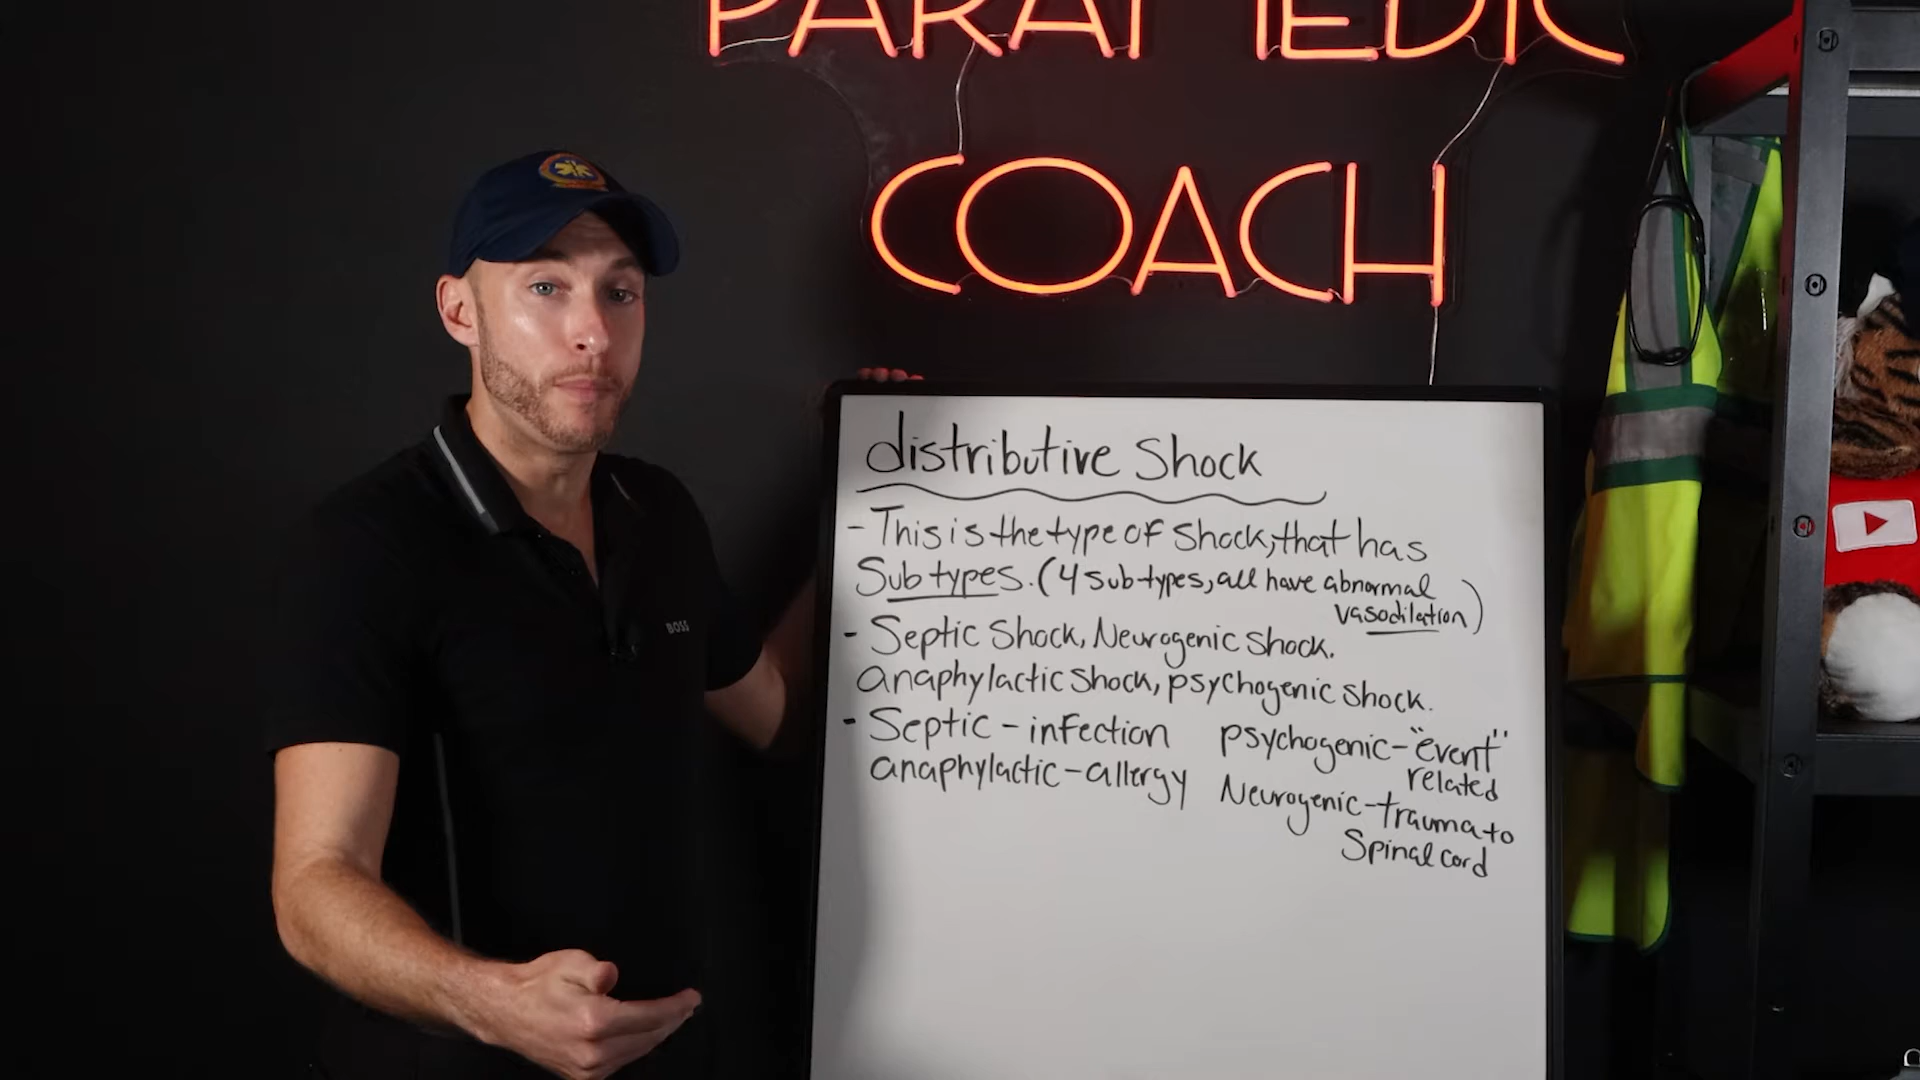 PARAMEDIC
COACH
BOSS
distributive Shock
- This is the type of shock, that has
Subtypes. (4 sub-types, all have abnormal
vasodilation)
- Septic Shock, Neurogenic Shock.
anaphylactic shock, psychogenic shock.
- Septic - infection
anaphylactic - allergy
psychogenic - "event"
related
Neurogenic - trauma to
Spinal cord